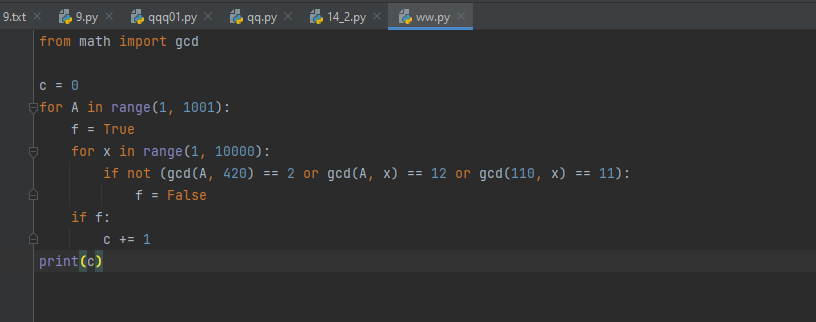 9.txt 9.py qqq01.py qq.py 14_2.py ww.py
from math import gcd
c = 0
for A in range(1, 1001):
    f = True
    for x in range(1, 10000):
        if not (gcd(A, 420) == 2 or gcd(A, x) == 12 or gcd(110, x) == 11):
            f = False
    if f:
        c += 1
print(c)